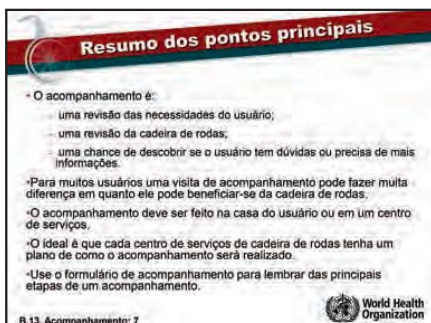 Resumo dos pontos principais
• O acompanhamento é:
– uma revisão das necessidades do usuário;
– uma revisão da cadeira de rodas;
– uma chance de descobrir se o usuário tem dúvidas ou precisa de mais
informações.
•Para muitos usuários uma visita de acompanhamento pode fazer muita
diferença em quanto ele pode beneficiar-se da cadeira de rodas.
•O acompanhamento deve ser feito na casa do usuário ou em um centro
de serviços.
•O ideal é que cada centro de serviços de cadeira de rodas tenha um
plano de como o acompanhamento será realizado.
•Use o formulário de acompanhamento para lembrar das principais
etapas de um acompanhamento.
B.13. Acompanhamento: 7
World Health
Organization